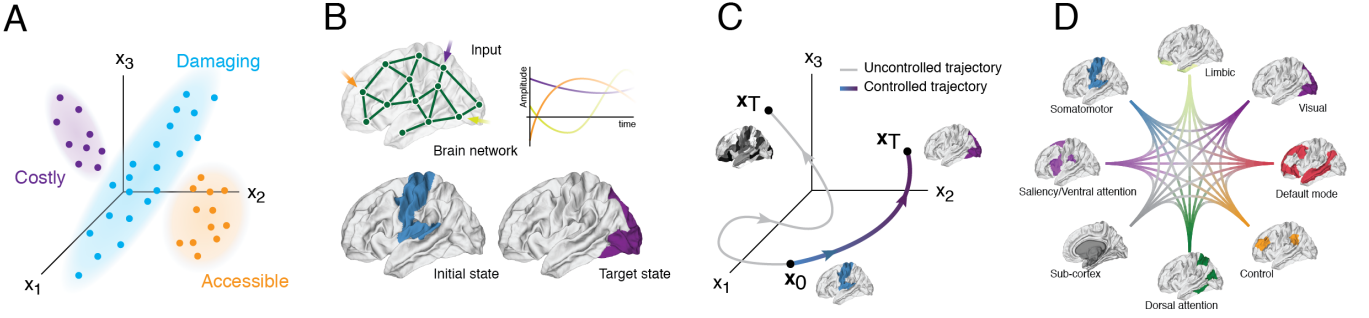 A
x3
Damaging
Costly
x2
Accessible
x1
B
Input
Amplitude
time
Brain network
Initial state
Target state
C
x3
Uncontrolled trajectory
Controlled trajectory
xT
xT
x2
x1
x0
D
Limbic
Somatomotor
Visual
Saliency/Ventral attention
Default mode
Sub-cortex
Control
Dorsal attention